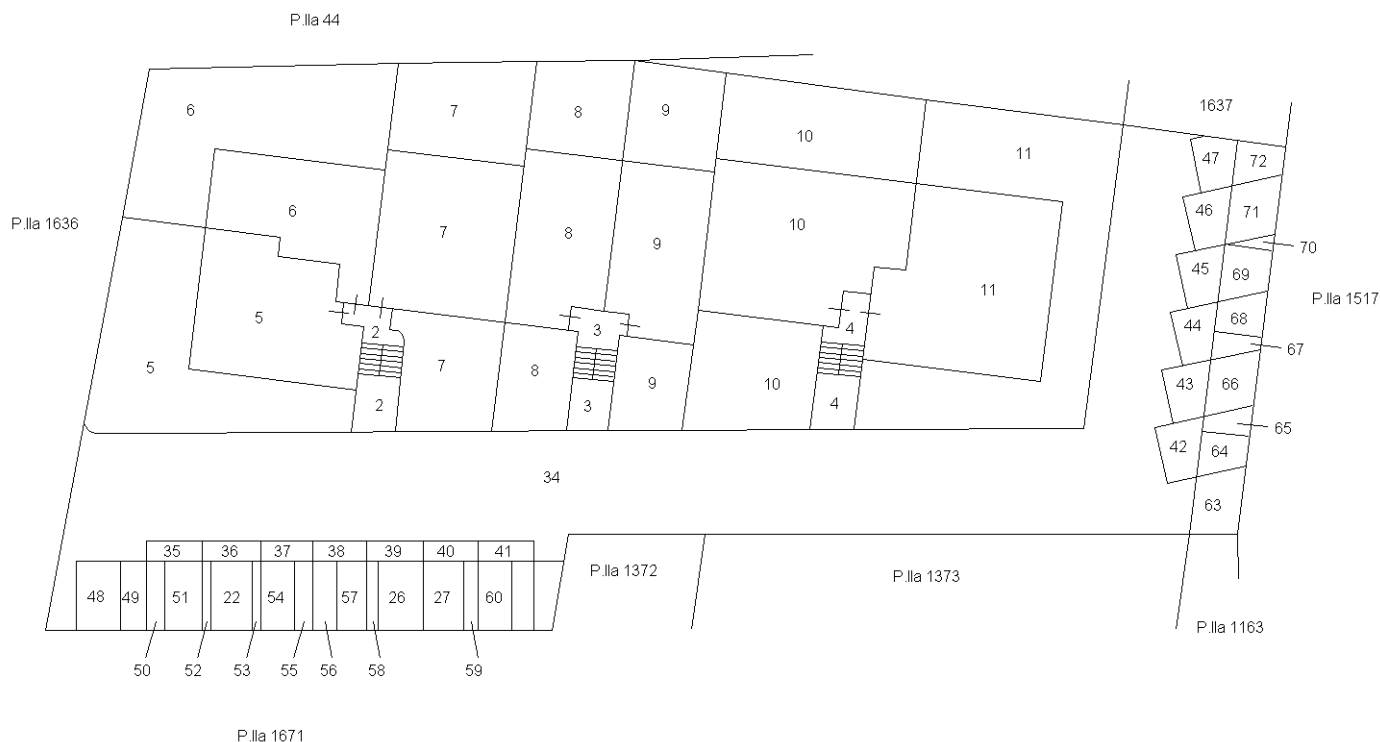 P.lla 44
1637
6 7 8 9 10 11
47 72
6 46 71
P.lla 1636
7 8 9 10
70
45 69
5 11
P.lla 1517
2 3 4 44 68
67
5 7 8 9 10 43 66
2 3 4
65
42 64
34
63
35 36 37 38 39 40 41
P.lla 1372
P.lla 1373
48 49 51 22 54 57 26 27 60
P.lla 1163
50 52 53 55 56 58 59
P.lla 1671